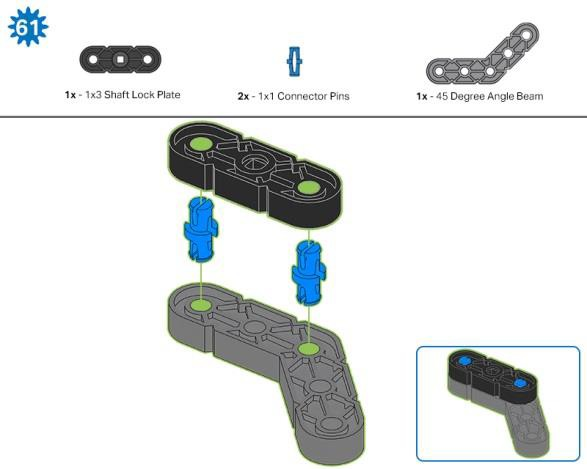 61
1x - 1x3 Shaft Lock Plate
2x - 1x1 Connector Pins
1x - 45 Degree Angle Beam